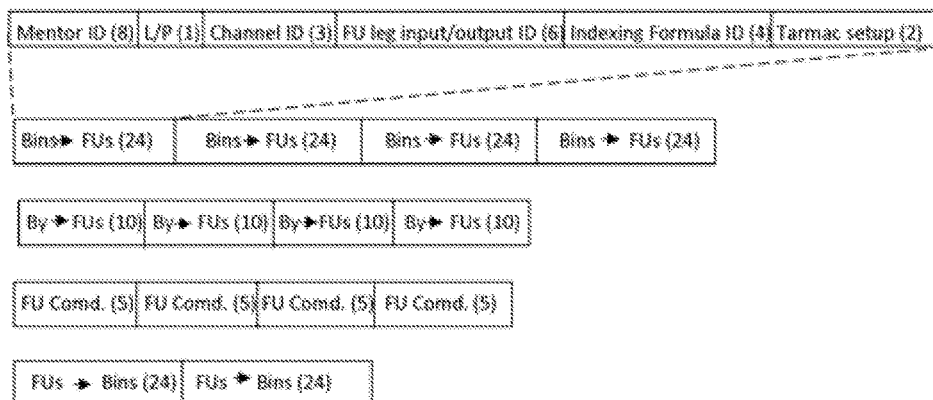 Mentor ID (8) L/P (1) Channel ID (3) FU leg input/output ID (6) Indexing Formula ID (4) Tarmac setup (2)
Bins→ FUs (24) Bins→ FUs (24) Bins → FUs (24) Bins → FUs (24)
By→FUs (10) By→ FUs (10) By→FUs (10) By→ FUs (10)
FU Comd. (5) FU Comd. (5) FU Comd. (5) FU Comd. (5)
FUs → Bins (24) FUs → Bins (24)